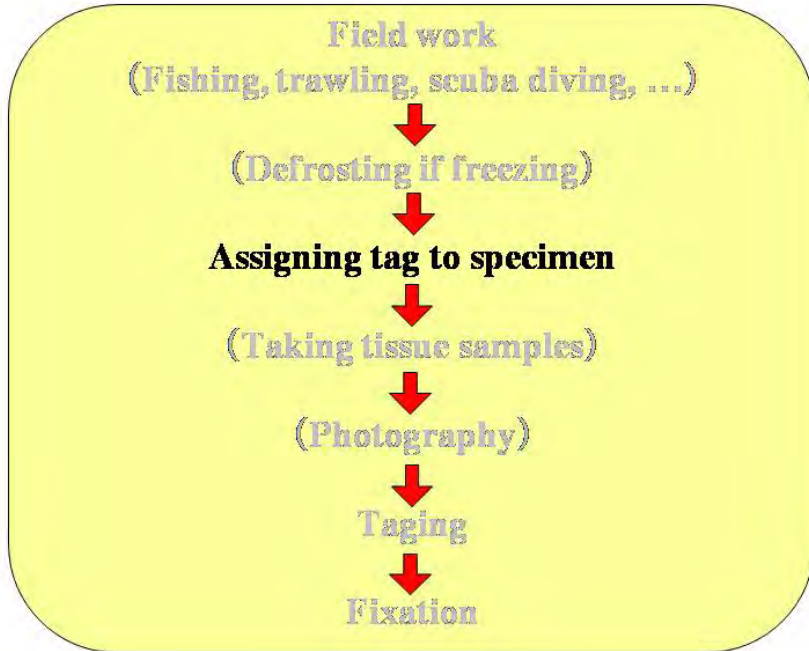 Field work
(Fishing, trawling, scuba diving, …)
(Defrosting if freezing)
Assigning tag to specimen
(Taking tissue samples)
(Photography)
Taging
Fixation